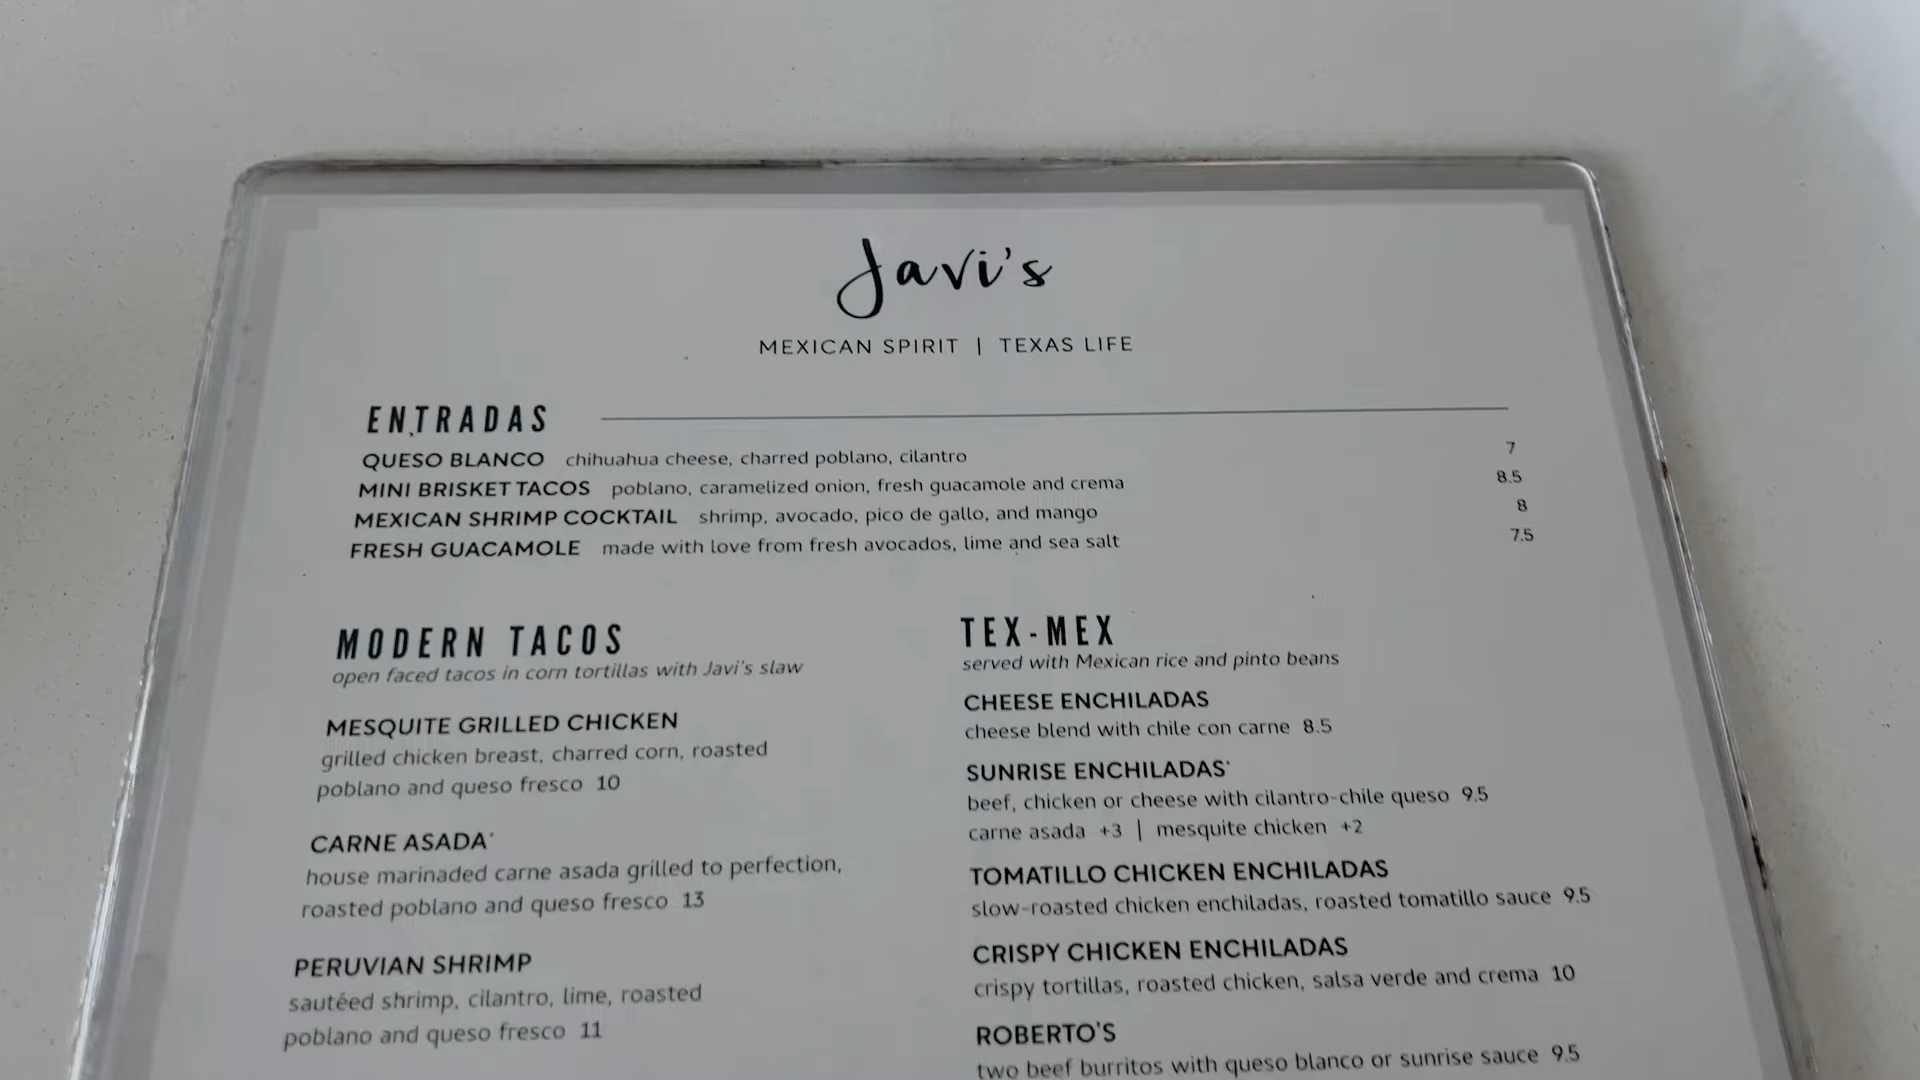 Javi's
MEXICAN SPIRIT | TEXAS LIFE
ENTRADAS
QUESO BLANCO chihuahua cheese, charred poblano, cilantro 7
MINI BRISKET TACOS poblano, caramelized onion, fresh guacamole and crema 8.5
MEXICAN SHRIMP COCKTAIL shrimp, avocado, pico de gallo, and mango 8
FRESH GUACAMOLE made with love from fresh avocados, lime and sea salt 7.5
MODERN TACOS
open faced tacos in corn tortillas with Javi's slaw
MESQUITE GRILLED CHICKEN
grilled chicken breast, charred corn, roasted
poblano and queso fresco 10
CARNE ASADA*
house marinaded carne asada grilled to perfection,
roasted poblano and queso fresco 13
PERUVIAN SHRIMP
sautéed shrimp, cilantro, lime, roasted
poblano and queso fresco 11
TEX-MEX
served with Mexican rice and pinto beans
CHEESE ENCHILADAS
cheese blend with chile con carne 8.5
SUNRISE ENCHILADAS*
beef, chicken or cheese with cilantro-chile queso 9.5
carne asada +3 | mesquite chicken +2
TOMATILLO CHICKEN ENCHILADAS
slow-roasted chicken enchiladas, roasted tomatillo sauce 9.5
CRISPY CHICKEN ENCHILADAS
crispy tortillas, roasted chicken, salsa verde and crema 10
ROBERTO'S
two beef burritos with queso blanco or sunrise sauce 9.5